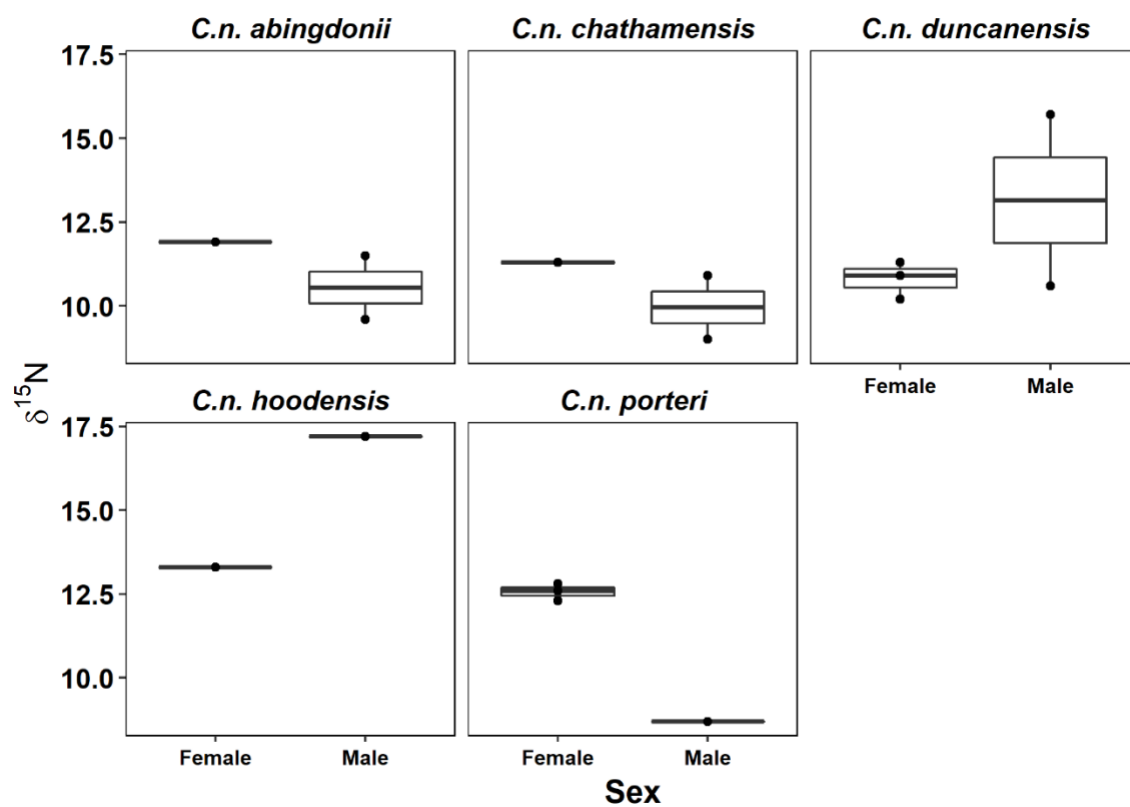 C.n. abingdonii
C.n. chathamensis
C.n. duncanensis
17.5
15.0
12.5
10.0
Female
Male
δ¹⁵N
C.n. hoodensis
C.n. porteri
17.5
15.0
12.5
10.0
Female
Male
Female
Male
Sex